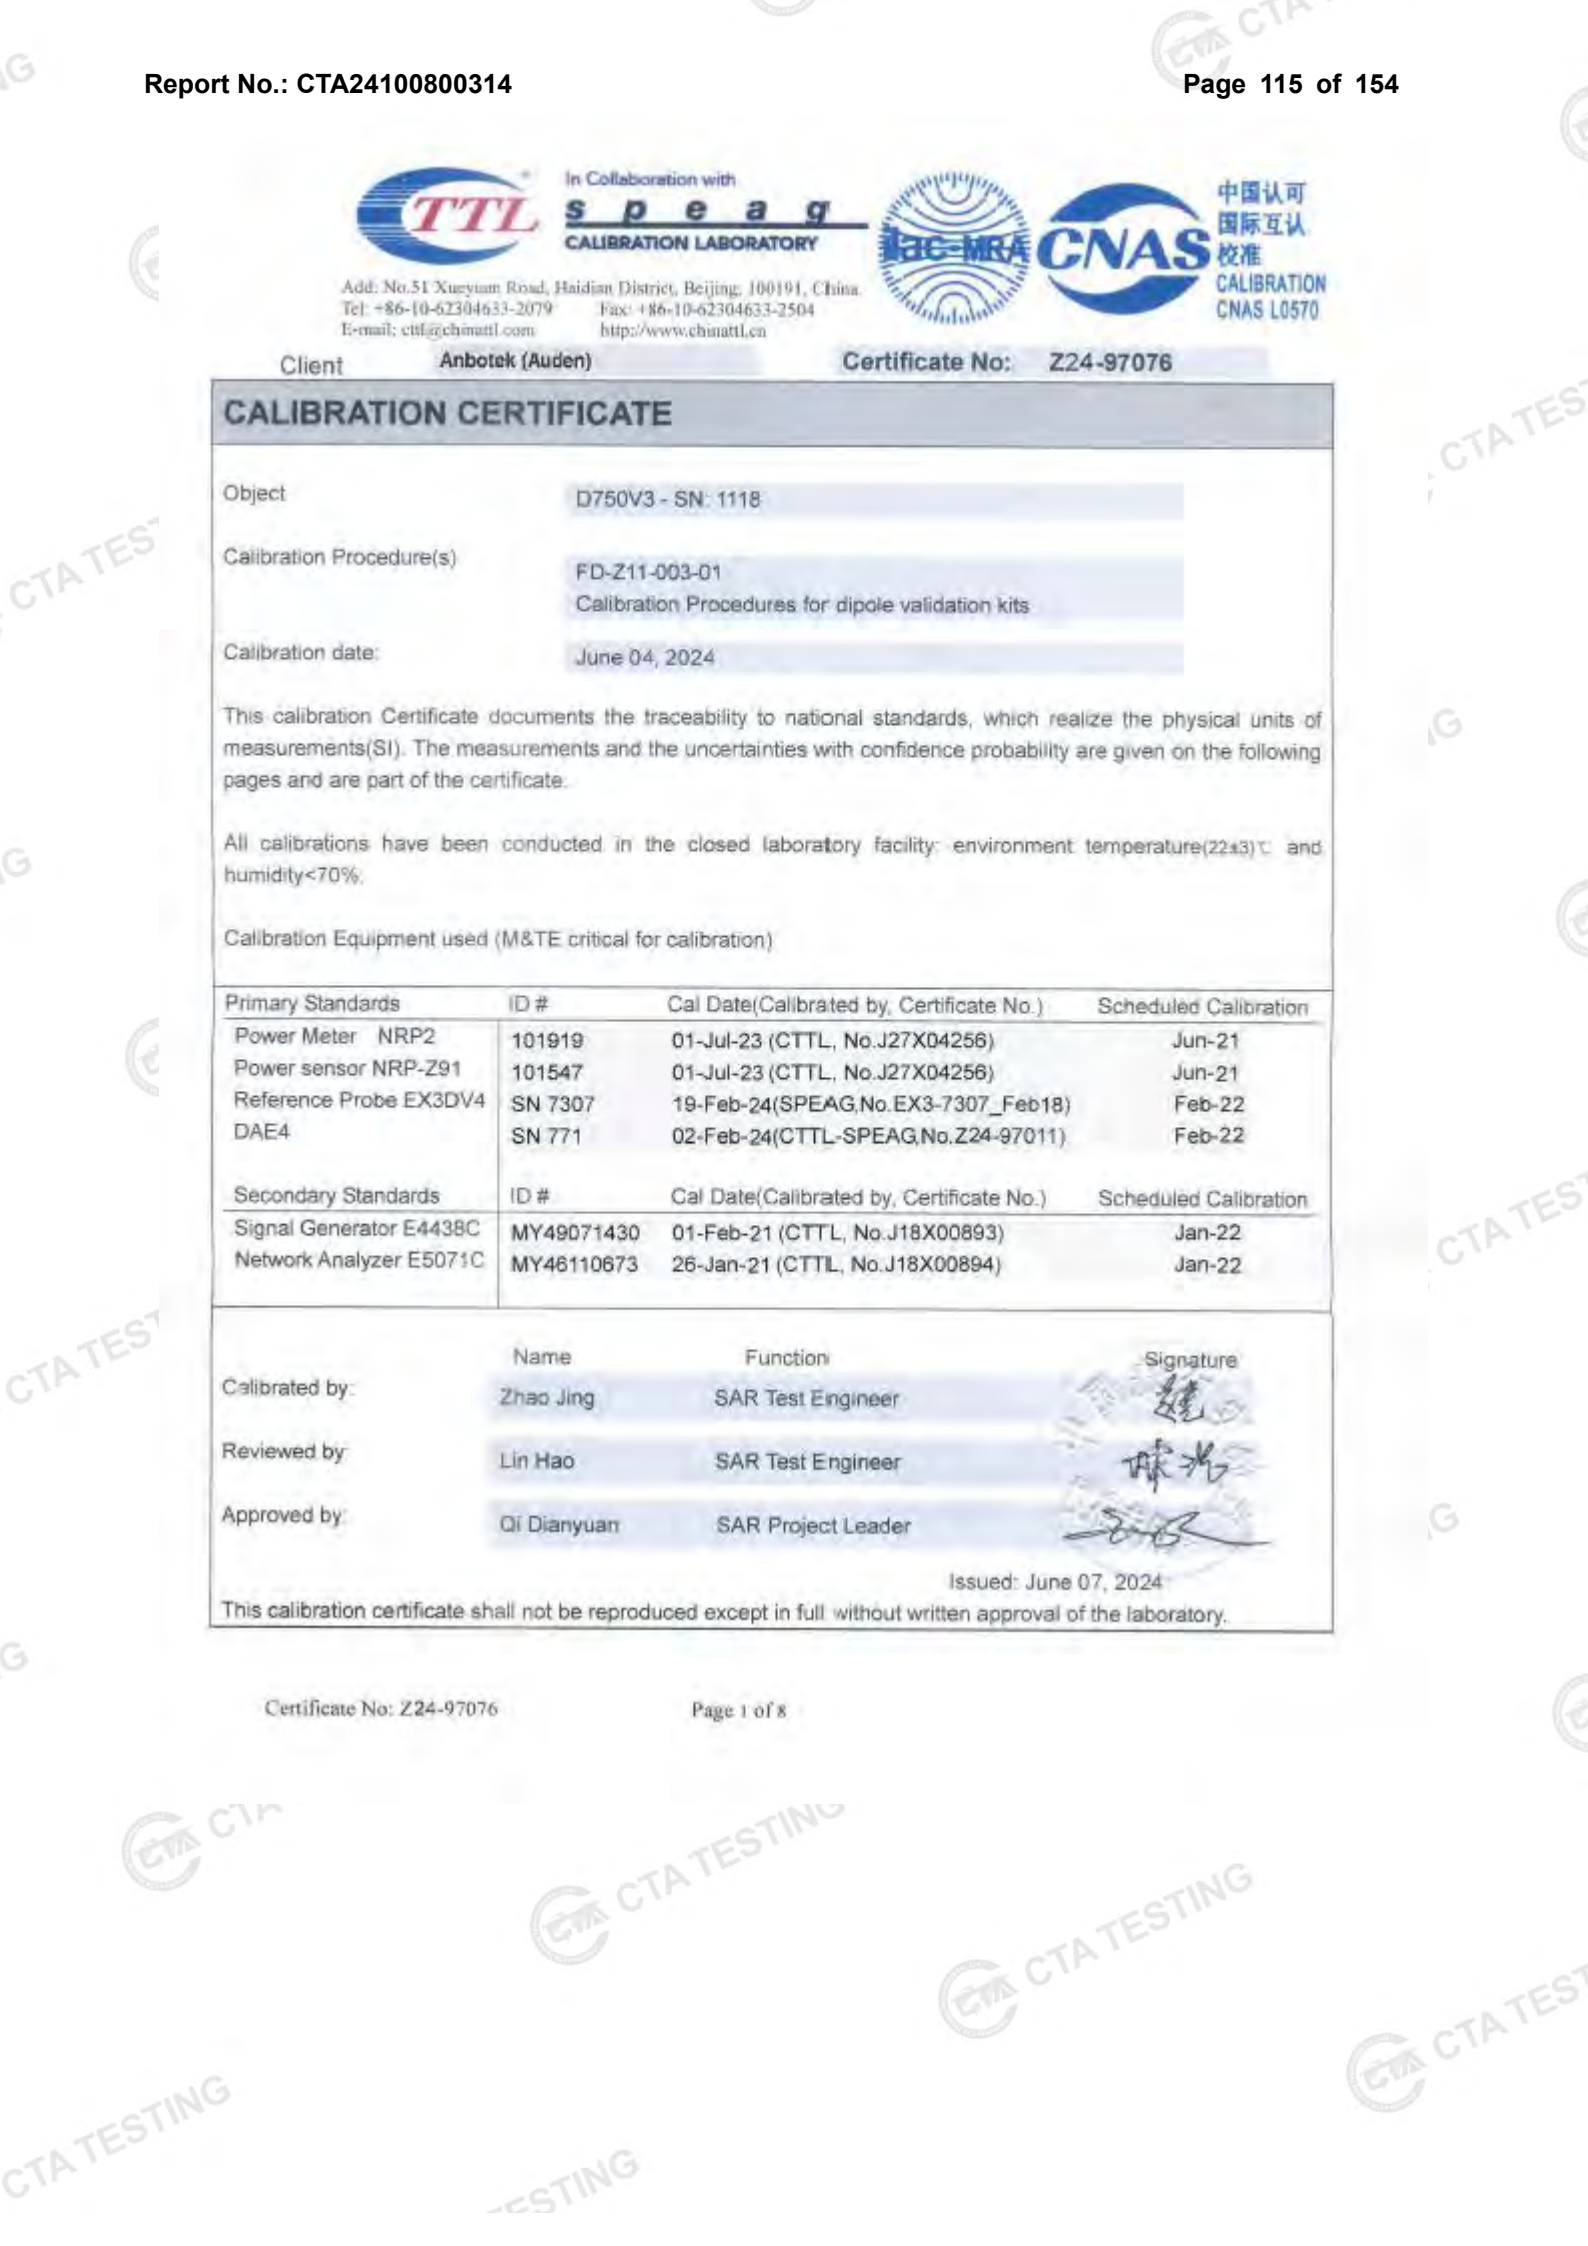 Report No.: CTA24100800314 Page 115 of 154
TTL
In Collaboration with
s p e a g
CALIBRATION LABORATORY
ilac-MRA
CNAS
中国认可
国际互认
校准
CALIBRATION
CNAS L0570
Add: No.51 Xueyuan Road, Haidian District, Beijing, 100191, China
Tel: +86-10-62304633-2079 Fax: +86-10-62304633-2504
E-mail: cttl@chinattl.com http://www.chinattl.cn
Client Anbotek (Auden) Certificate No: Z24-97076
CALIBRATION CERTIFICATE
Object D750V3 - SN: 1118
Calibration Procedure(s)
FD-Z11-003-01
Calibration Procedures for dipole validation kits
Calibration date: June 04, 2024
This calibration Certificate documents the traceability to national standards, which realize the physical units of
measurements(SI). The measurements and the uncertainties with confidence probability are given on the following
pages and are part of the certificate.
All calibrations have been conducted in the closed laboratory facility: environment temperature(22±3)℃ and
humidity<70%.
Calibration Equipment used (M&TE critical for calibration)
Primary Standards ID # Cal Date(Calibrated by, Certificate No.) Scheduled Calibration
Power Meter NRP2 101919 01-Jul-23 (CTTL, No.J27X04256) Jun-21
Power sensor NRP-Z91 101547 01-Jul-23 (CTTL, No.J27X04256) Jun-21
Reference Probe EX3DV4 SN 7307 19-Feb-24(SPEAG,No.EX3-7307_Feb18) Feb-22
DAE4 SN 771 02-Feb-24(CTTL-SPEAG,No.Z24-97011) Feb-22
Secondary Standards ID # Cal Date(Calibrated by, Certificate No.) Scheduled Calibration
Signal Generator E4438C MY49071430 01-Feb-21 (CTTL, No.J18X00893) Jan-22
Network Analyzer E5071C MY46110673 26-Jan-21 (CTTL, No.J18X00894) Jan-22
Name Function Signature
Calibrated by: Zhao Jing SAR Test Engineer
Reviewed by: Lin Hao SAR Test Engineer
Approved by: Qi Dianyuan SAR Project Leader
Issued: June 07, 2024
This calibration certificate shall not be reproduced except in full without written approval of the laboratory.
Certificate No: Z24-97076 Page 1 of 8
CTA TESTING
CTA TESTING
CTA TESTING
CTA TESTING